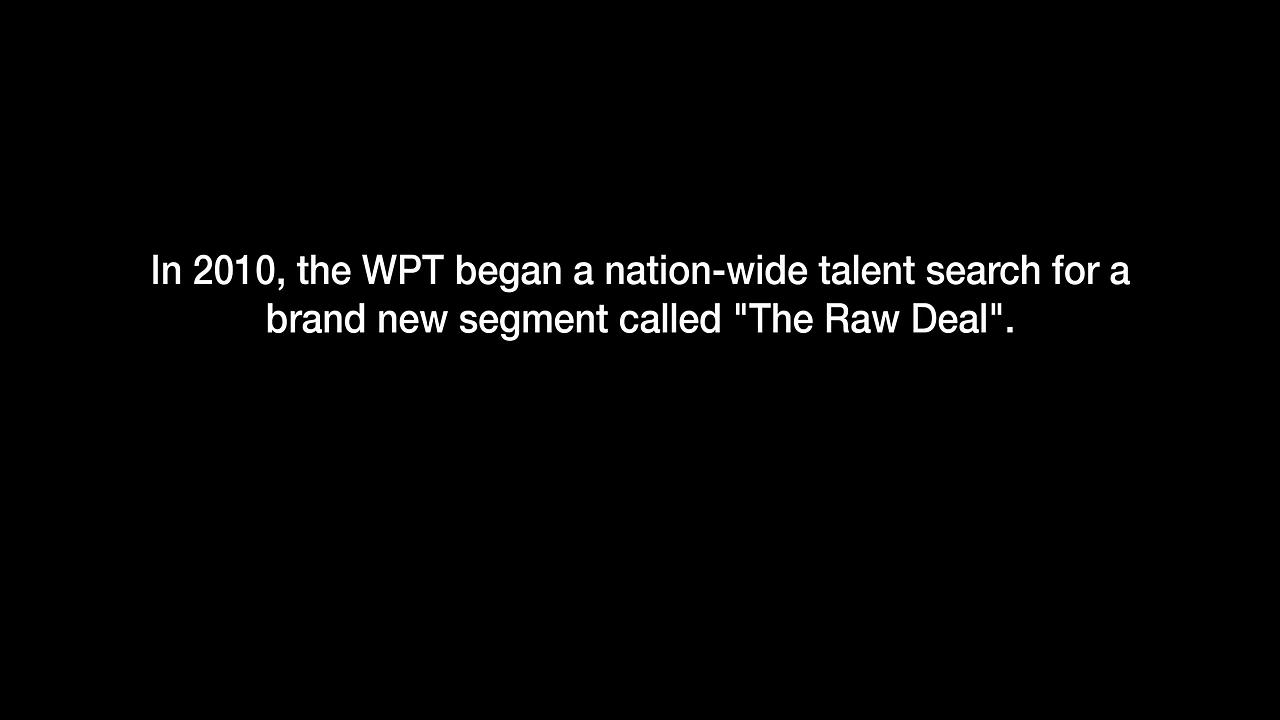 In 2010, the WPT began a nation-wide talent search for a
brand new segment called "The Raw Deal".